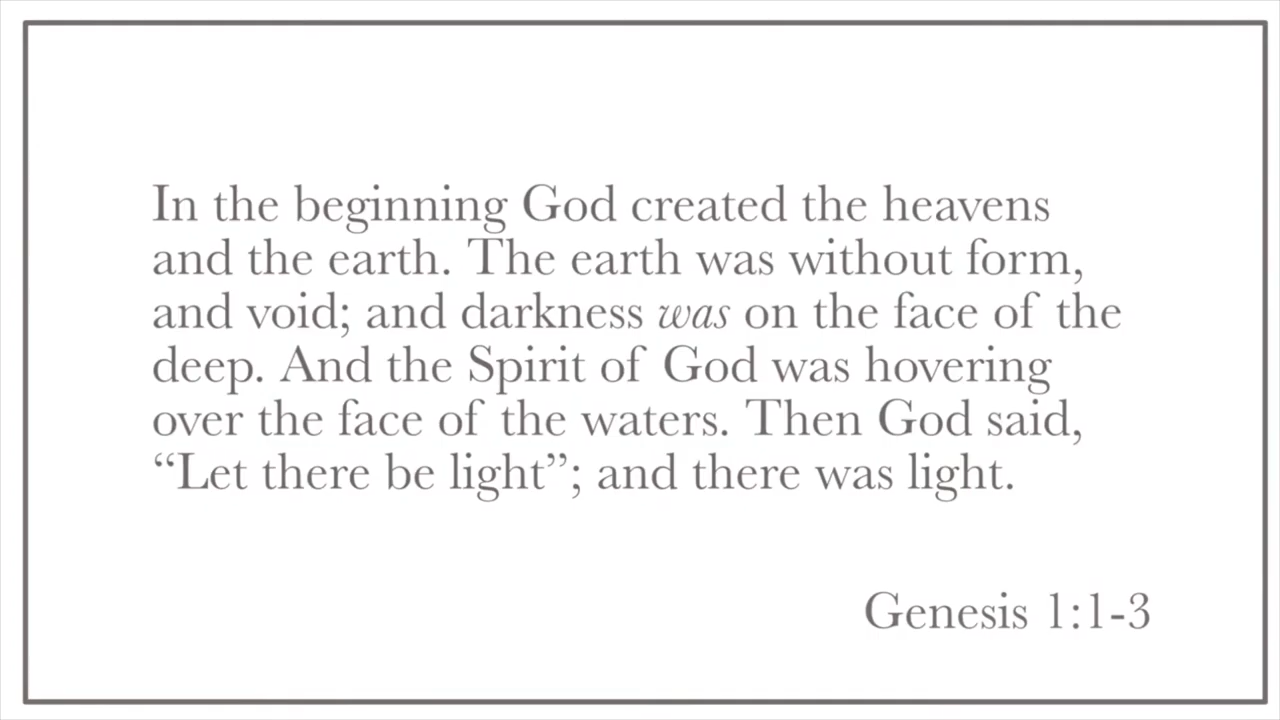 In the beginning God created the heavens
and the earth. The earth was without form,
and void; and darkness was on the face of the
deep. And the Spirit of God was hovering
over the face of the waters. Then God said,
“Let there be light”; and there was light.
Genesis 1:1-3